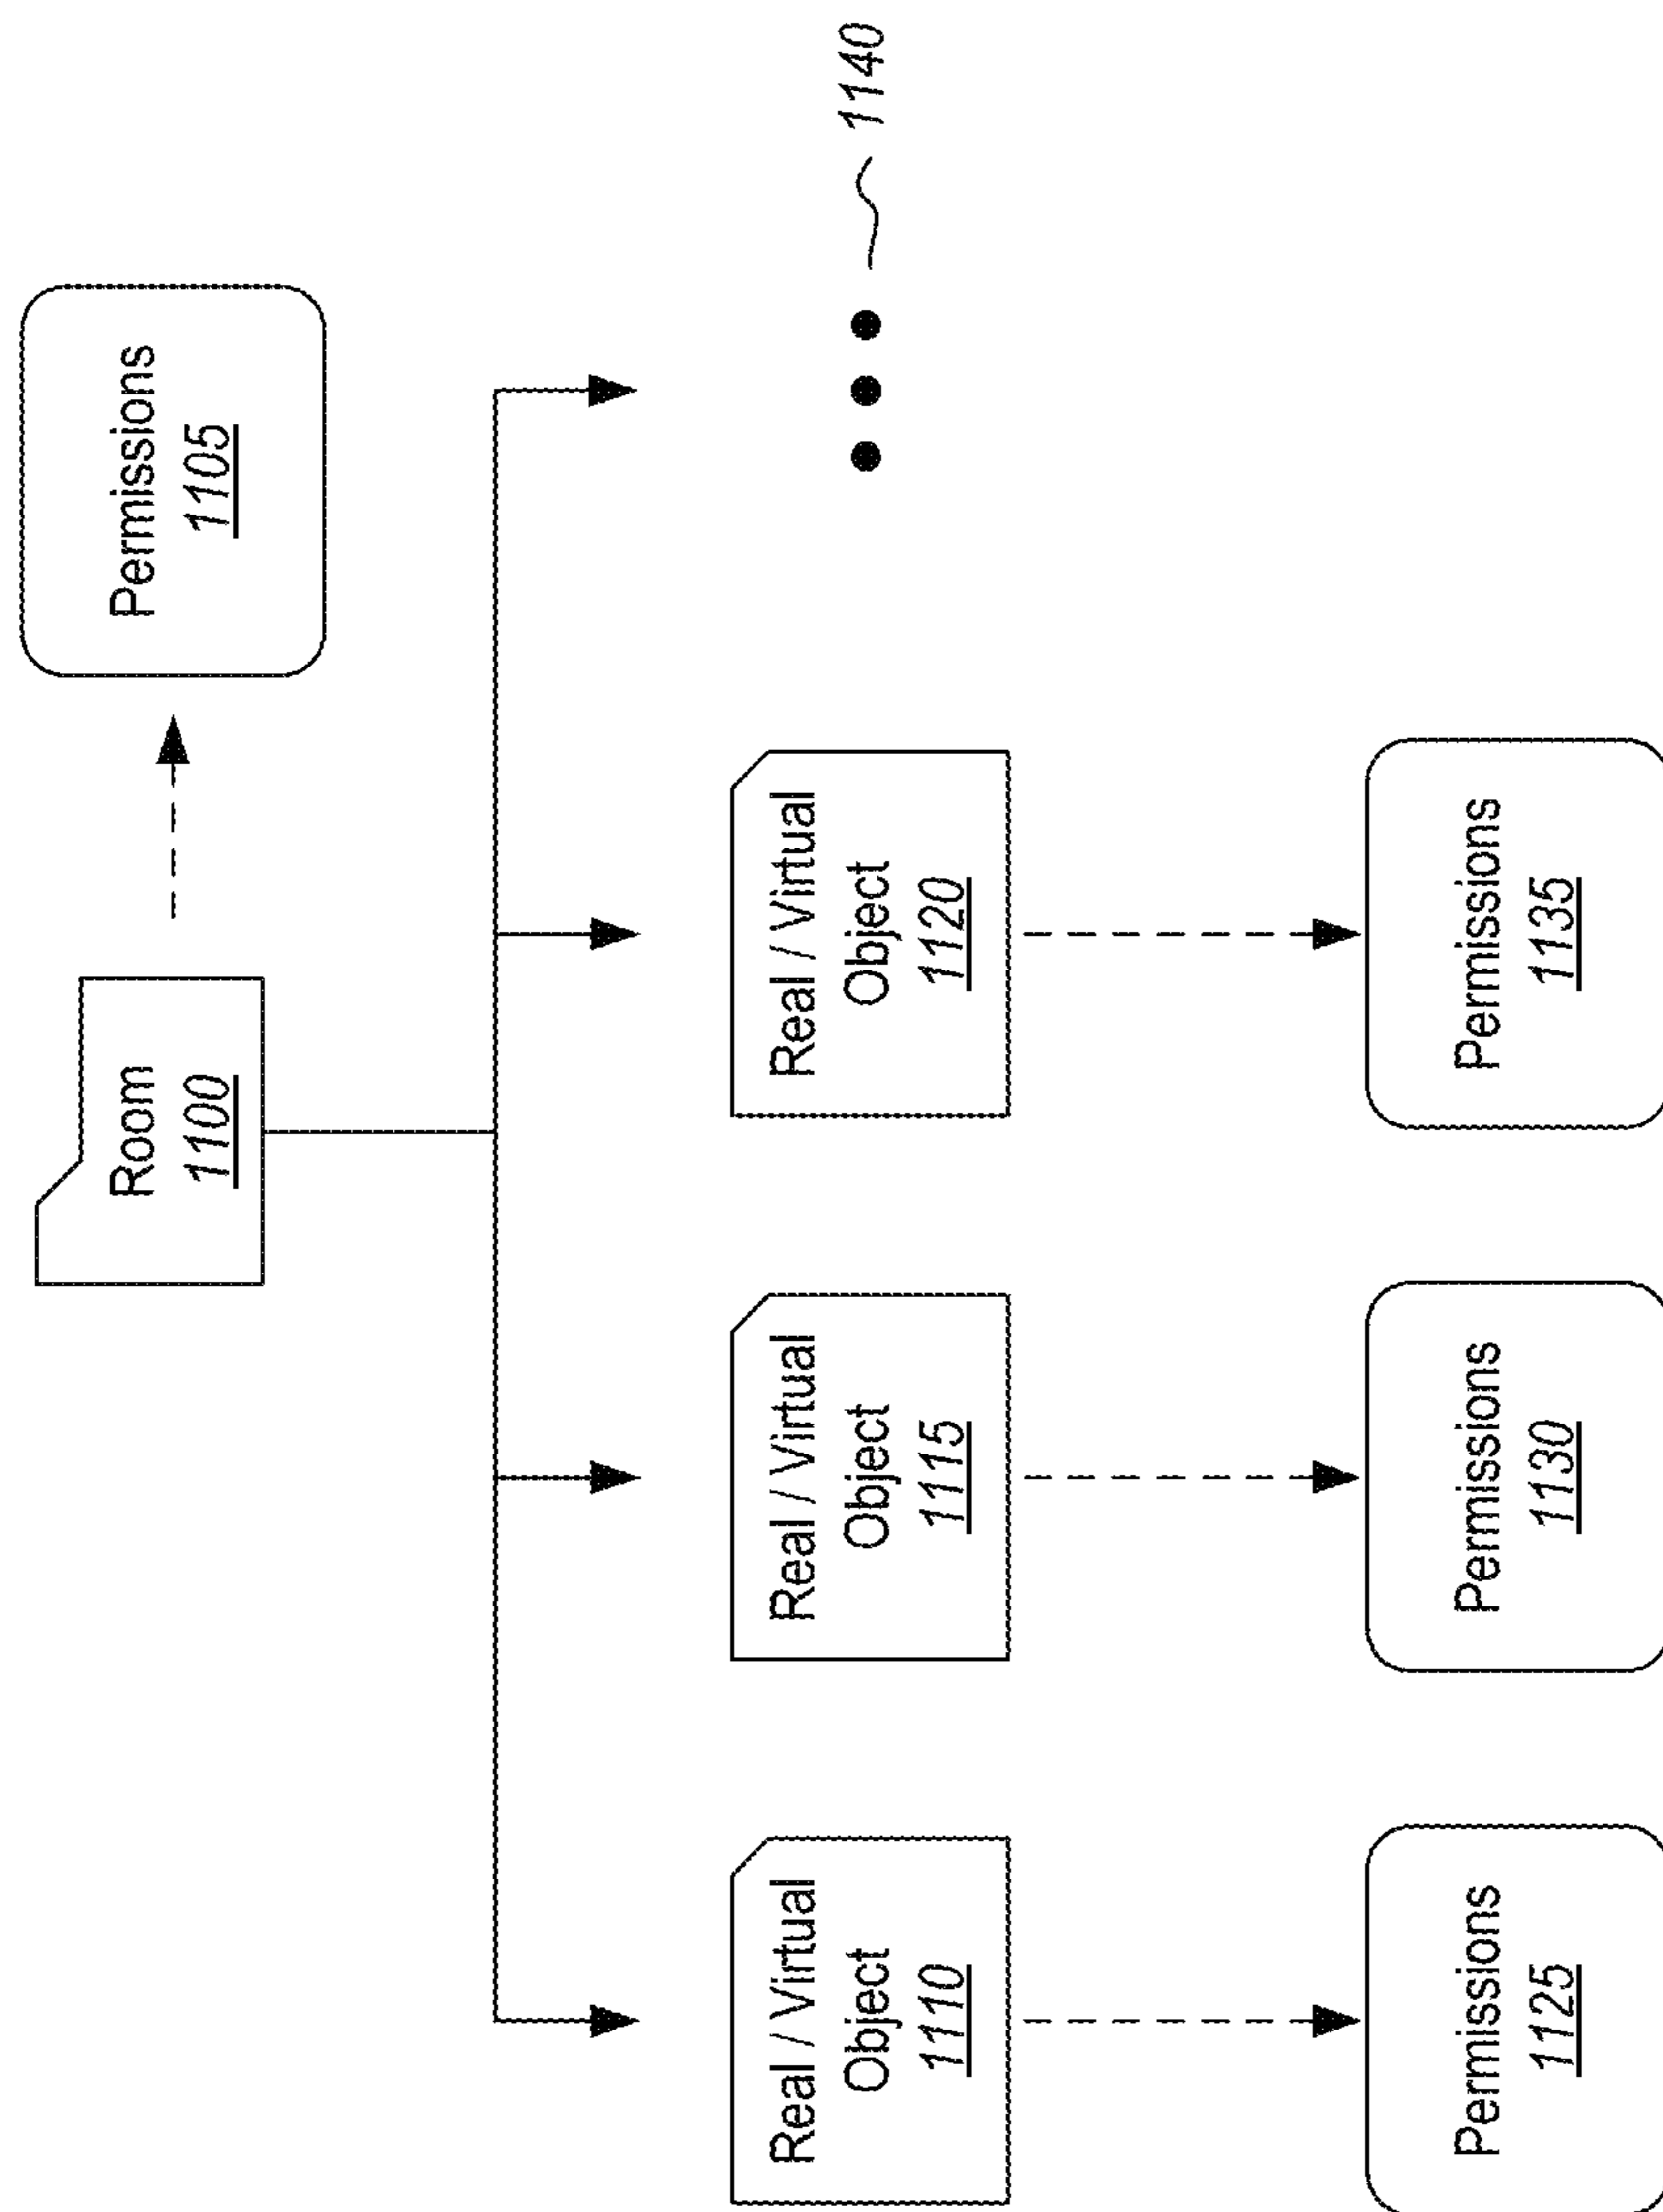 Room
1100
Permissions
1105
Real / Virtual
Object
1110
Real / Virtual
Object
1115
Real / Virtual
Object
1120
1140
Permissions
1125
Permissions
1130
Permissions
1135